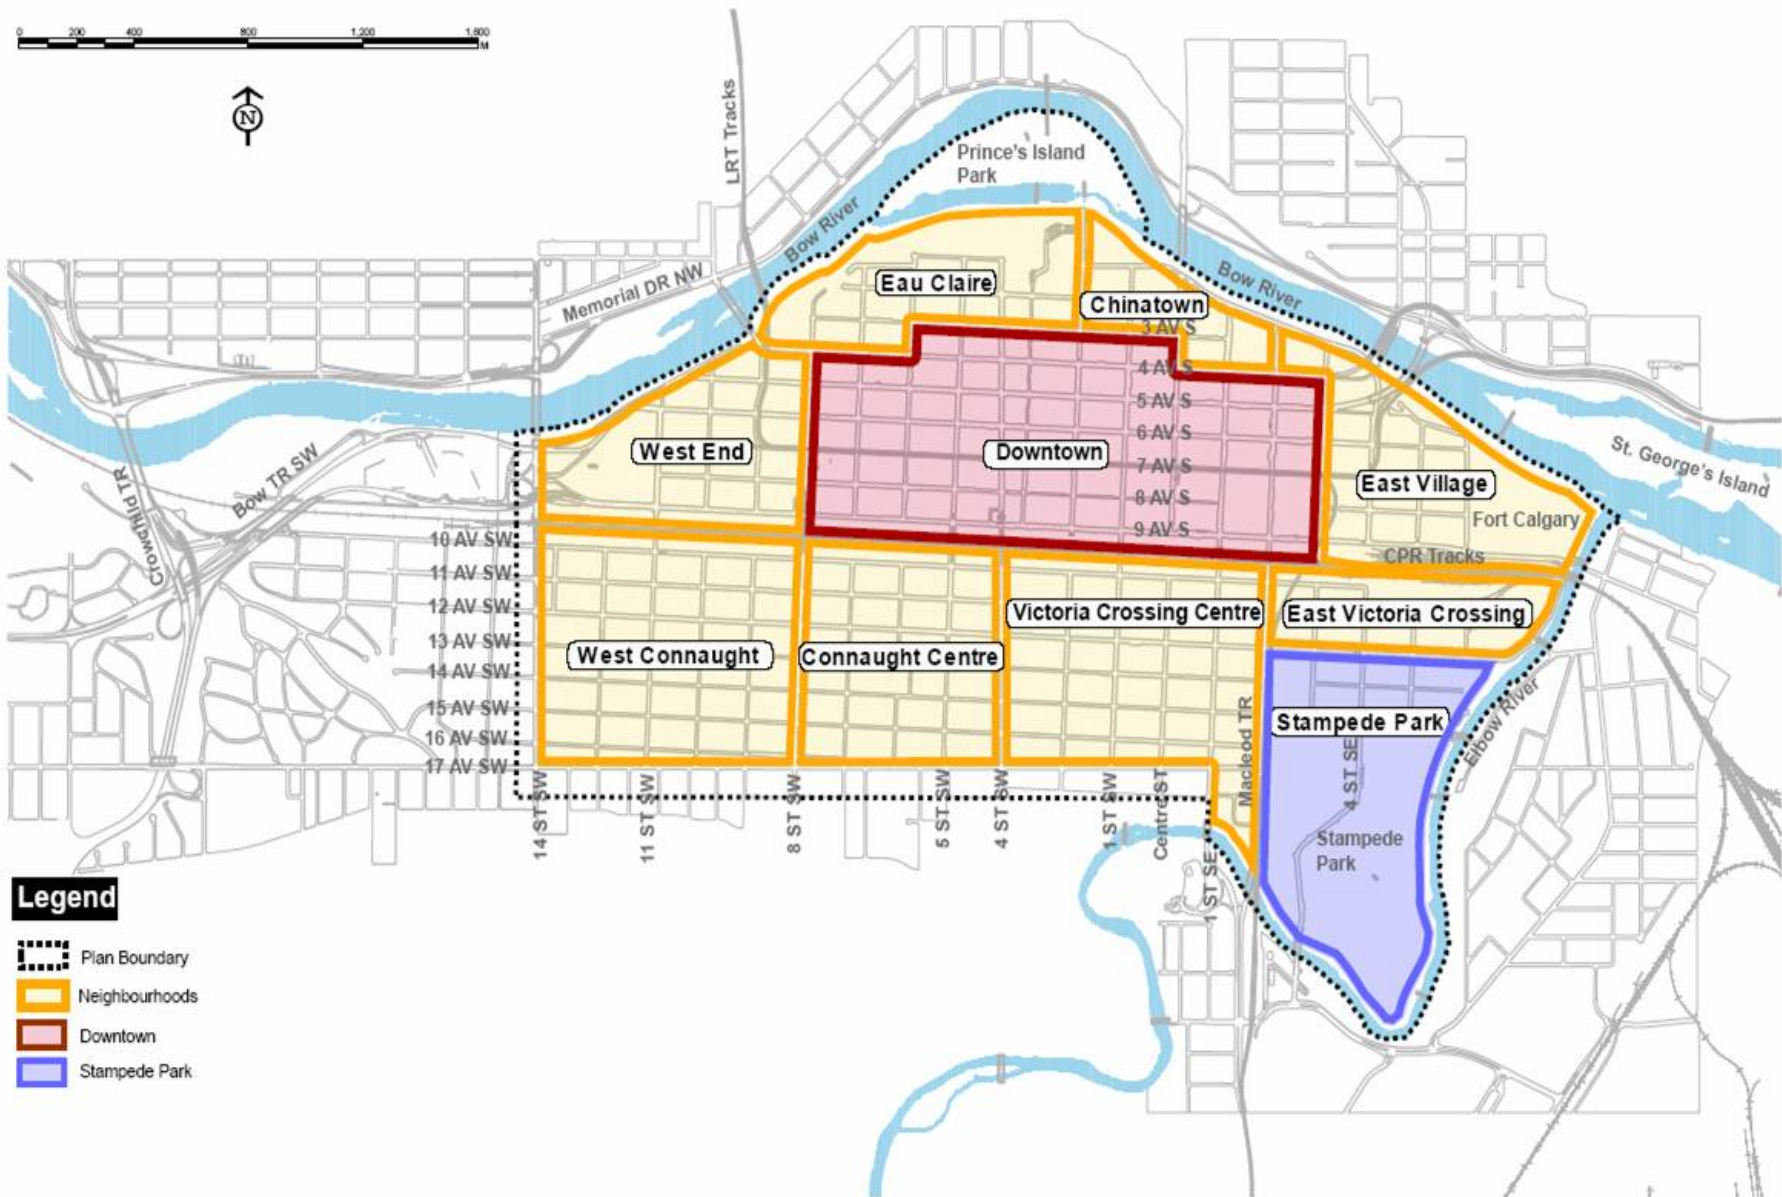 0 200 400 800 1,200 1,600
M
N
LRT Tracks
Prince's Island
Park
Bow River
Memorial DR NW
Bow River
Eau Claire
Chinatown
3 AV S
4 AV S
5 AV S
6 AV S
7 AV S
8 AV S
9 AV S
West End
Downtown
East Village
St. George's Island
Fort Calgary
CPR Tracks
Crowchild TR
Bow TR SW
10 AV SW
11 AV SW
12 AV SW
13 AV SW
14 AV SW
15 AV SW
16 AV SW
17 AV SW
West Connaught
Connaught Centre
Victoria Crossing Centre
East Victoria Crossing
Stampede Park
Elbow River
Macleod TR
4 ST SE
Stampede
Park
14 ST SW
11 ST SW
8 ST SW
5 ST SW
4 ST SW
1 ST SW
Centre ST
1 ST SE
Legend
Plan Boundary
Neighbourhoods
Downtown
Stampede Park